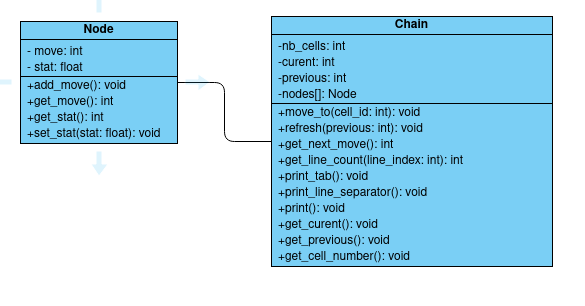 Node
- move: int
- stat: float
+add_move(): void
+get_move(): int
+get_stat(): int
+set_stat(stat: float): void
Chain
-nb_cells: int
-curent: int
-previous: int
-nodes[]: Node
+move_to(cell_id: int): void
+refresh(previous: int): void
+get_next_move(): int
+get_line_count(line_index: int): int
+print_tab(): void
+print_line_separator(): void
+print(): void
+get_curent(): void
+get_previous(): void
+get_cell_number(): void